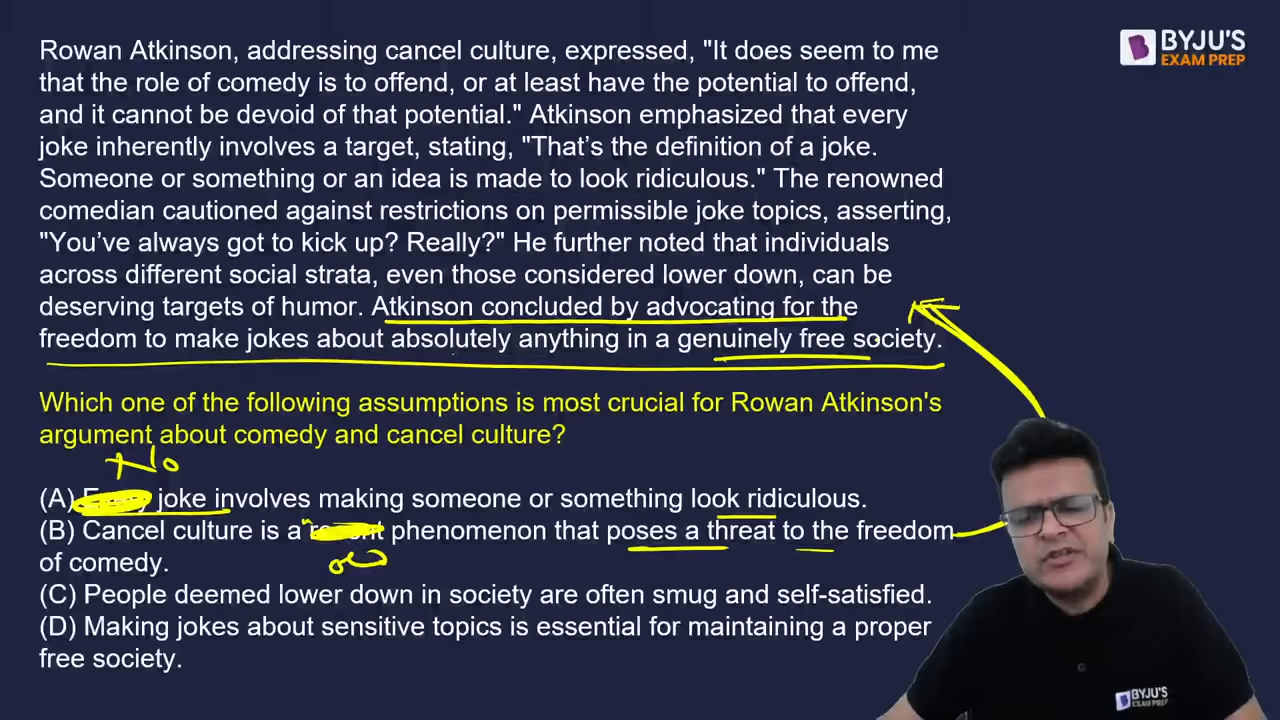 Rowan Atkinson, addressing cancel culture, expressed, "It does seem to me
that the role of comedy is to offend, or at least have the potential to offend,
and it cannot be devoid of that potential." Atkinson emphasized that every
joke inherently involves a target, stating, "That’s the definition of a joke.
Someone or something or an idea is made to look ridiculous." The renowned
comedian cautioned against restrictions on permissible joke topics, asserting,
"You’ve always got to kick up? Really?" He further noted that individuals
across different social strata, even those considered lower down, can be
deserving targets of humor. Atkinson concluded by advocating for the
freedom to make jokes about absolutely anything in a genuinely free society.
Which one of the following assumptions is most crucial for Rowan Atkinson's
argument about comedy and cancel culture?
No
(A) joke involves making someone or something look ridiculous.
(B) Cancel culture is a phenomenon that poses a threat to the freedom
of comedy.
(C) People deemed lower down in society are often smug and self-satisfied.
(D) Making jokes about sensitive topics is essential for maintaining a proper
free society.
BYJU'S
EXAM PREP
BYJU'S
EXAM PREP